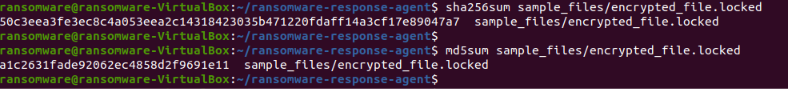 ransomware@ransomware-VirtualBox:~/ransomware-response-agent$ sha256sum sample_files/encrypted_file.locked
50c3eea3fe3ec8c4a053eea2c14318423035b471220fdaff14a3cf17e89047a7  sample_files/encrypted_file.locked
ransomware@ransomware-VirtualBox:~/ransomware-response-agent$
ransomware@ransomware-VirtualBox:~/ransomware-response-agent$ md5sum sample_files/encrypted_file.locked
a1c2631fade92062ec4858d2f9691e11  sample_files/encrypted_file.locked
ransomware@ransomware-VirtualBox:~/ransomware-response-agent$